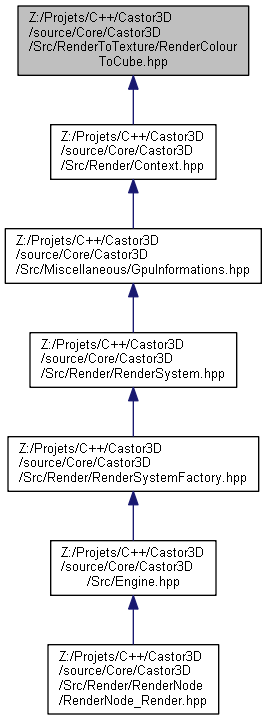 Z:/Projets/C++/Castor3D
/source/Core/Castor3D
/Src/RenderToTexture/RenderColour
ToCube.hpp
Z:/Projets/C++/Castor3D
/source/Core/Castor3D
/Src/Render/Context.hpp
Z:/Projets/C++/Castor3D
/source/Core/Castor3D
/Src/Miscellaneous/GpuInformations.hpp
Z:/Projets/C++/Castor3D
/source/Core/Castor3D
/Src/Render/RenderSystem.hpp
Z:/Projets/C++/Castor3D
/source/Core/Castor3D
/Src/Render/RenderSystemFactory.hpp
Z:/Projets/C++/Castor3D
/source/Core/Castor3D
/Src/Engine.hpp
Z:/Projets/C++/Castor3D
/source/Core/Castor3D
/Src/Render/RenderNode
/RenderNode_Render.hpp